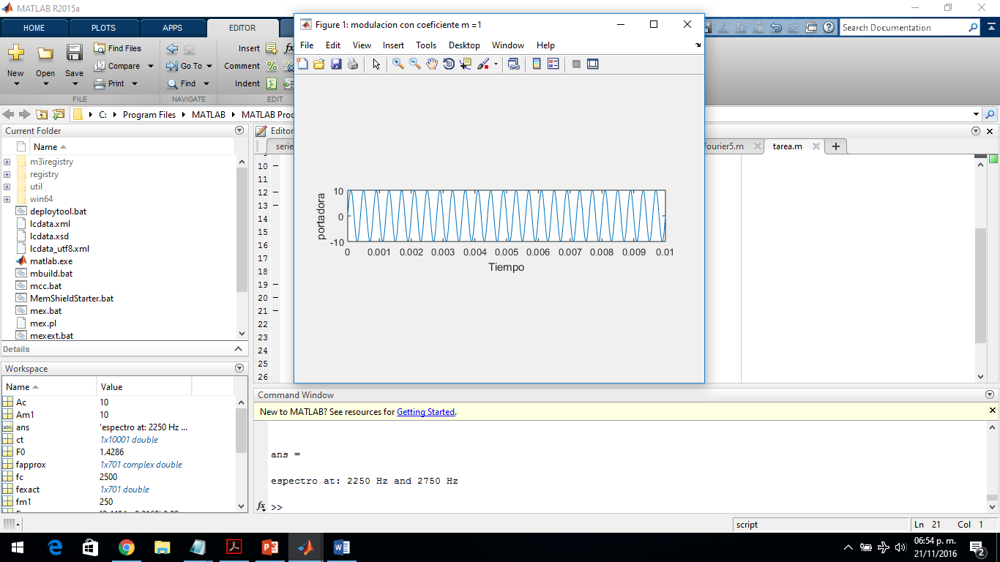 MATLAB R2015a
Figure 1: modulacion con coeficiente m =1
HOME PLOTS APPS EDITOR
Search Documentation
File Edit View Insert Tools Desktop Window Help
New Open Save
Find Files
Compare
Print
Go To
Find
Insert fx
Comment
Indent
FILE NAVIGATE EDIT
C: Program Files MATLAB MATLAB Proc
Current Folder
Name
m3iregistry
registry
util
win64
deploytool.bat
lcdata.xml
lcdata.xsd
lcdata_utf8.xml
matlab.exe
mbuild.bat
mcc.bat
MemShieldStarter.bat
mex.bat
mex.pl
mexext.bat
Details
Workspace
Name Value
Ac 10
Am1 10
ans 'espectro at: 2250 Hz ...
ct 1x10001 double
F0 1.4286
fapprox 1x701 complex double
fc 2500
fexact 1x701 double
fm1 250
Editor
serie
fourier5.m tarea.m +
10
11
12
13
14
15
16
17
18
19
20
21
22
23
24
25
26
portadora
10
0
-10
0 0.001 0.002 0.003 0.004 0.005 0.006 0.007 0.008 0.009 0.01
Tiempo
Command Window
New to MATLAB? See resources for Getting Started.
ans =
espectro at: 2250 Hz and 2750 Hz
fx >>
script Ln 21 Col 1
06:54 p. m.
21/11/2016
2